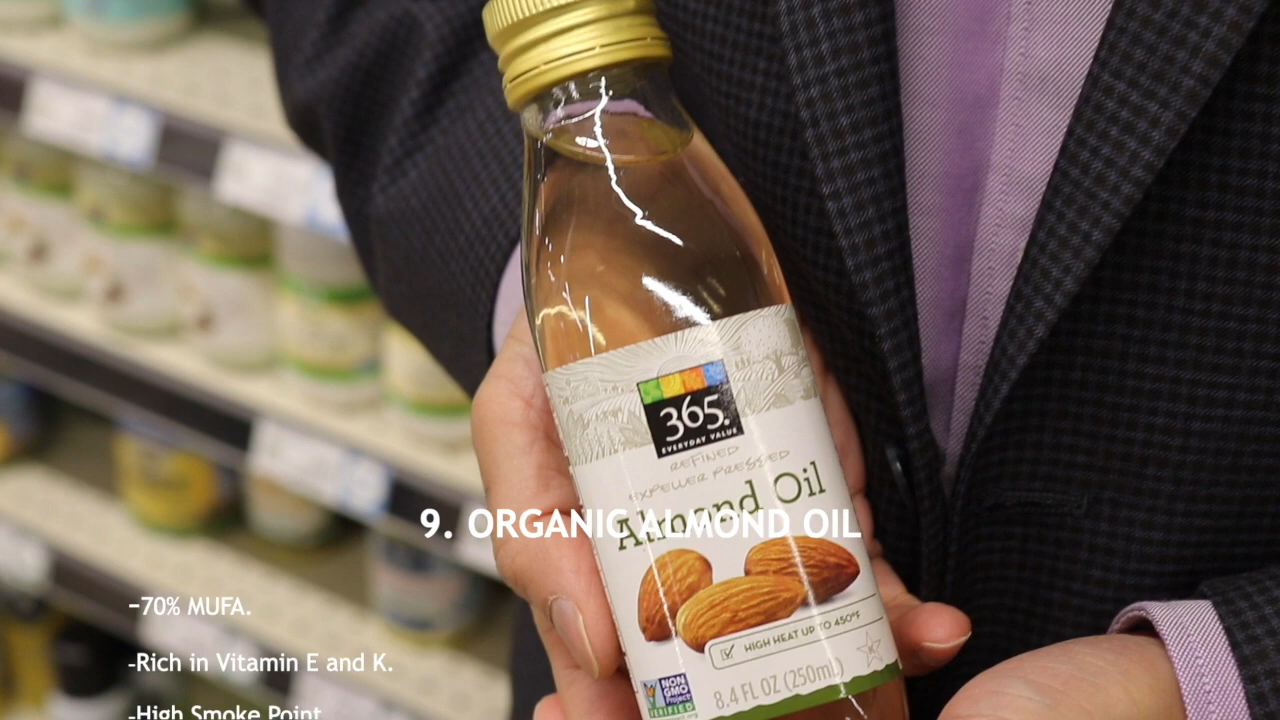 365.
EVERYDAY VALUE
REFINED
EXPELLER PRESSED
Almond Oil
9. ORGANIC ALMOND OIL
-70% MUFA.
HIGH HEAT UP TO 450°F
-Rich in Vitamin E and K.
8.4 FL OZ (250mL)
NON
GMO
Project
VERIFIED
-High Smoke Point